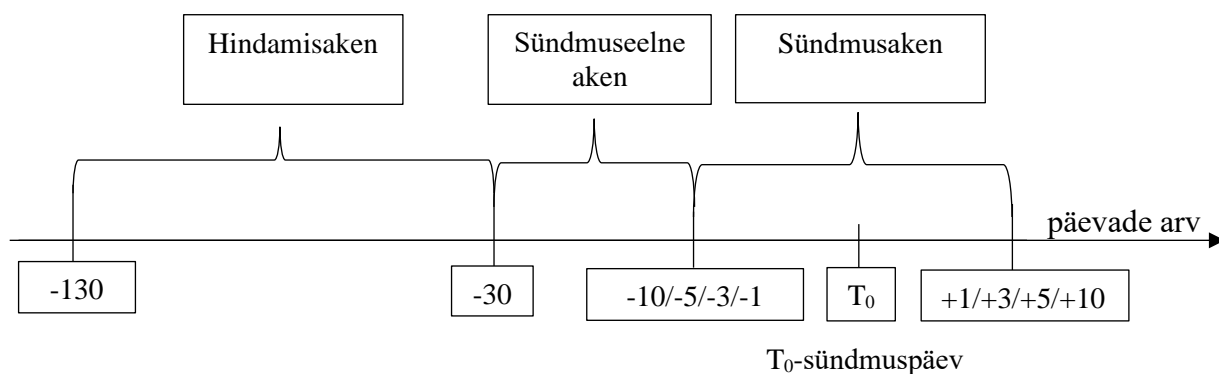 Hindamisaken
Sündmuseelne
aken
Sündmusaken
päevade arv
-130
-30
-10/-5/-3/-1
T₀
+1/+3/+5/+10
T₀-sündmuspäev